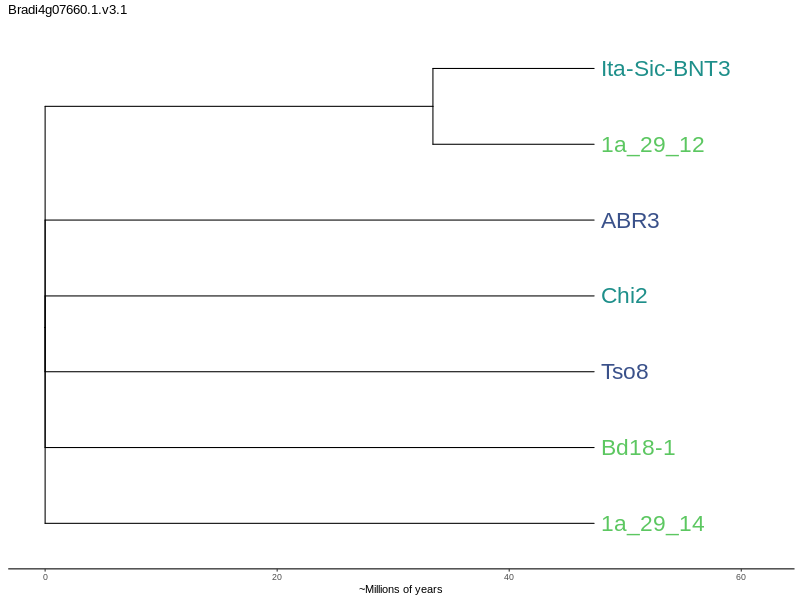 Bradi4g07660.1.v3.1
Ita-Sic-BNT3
1a_29_12
ABR3
Chi2
Tso8
Bd18-1
1a_29_14
0 20 40 60
~Millions of years